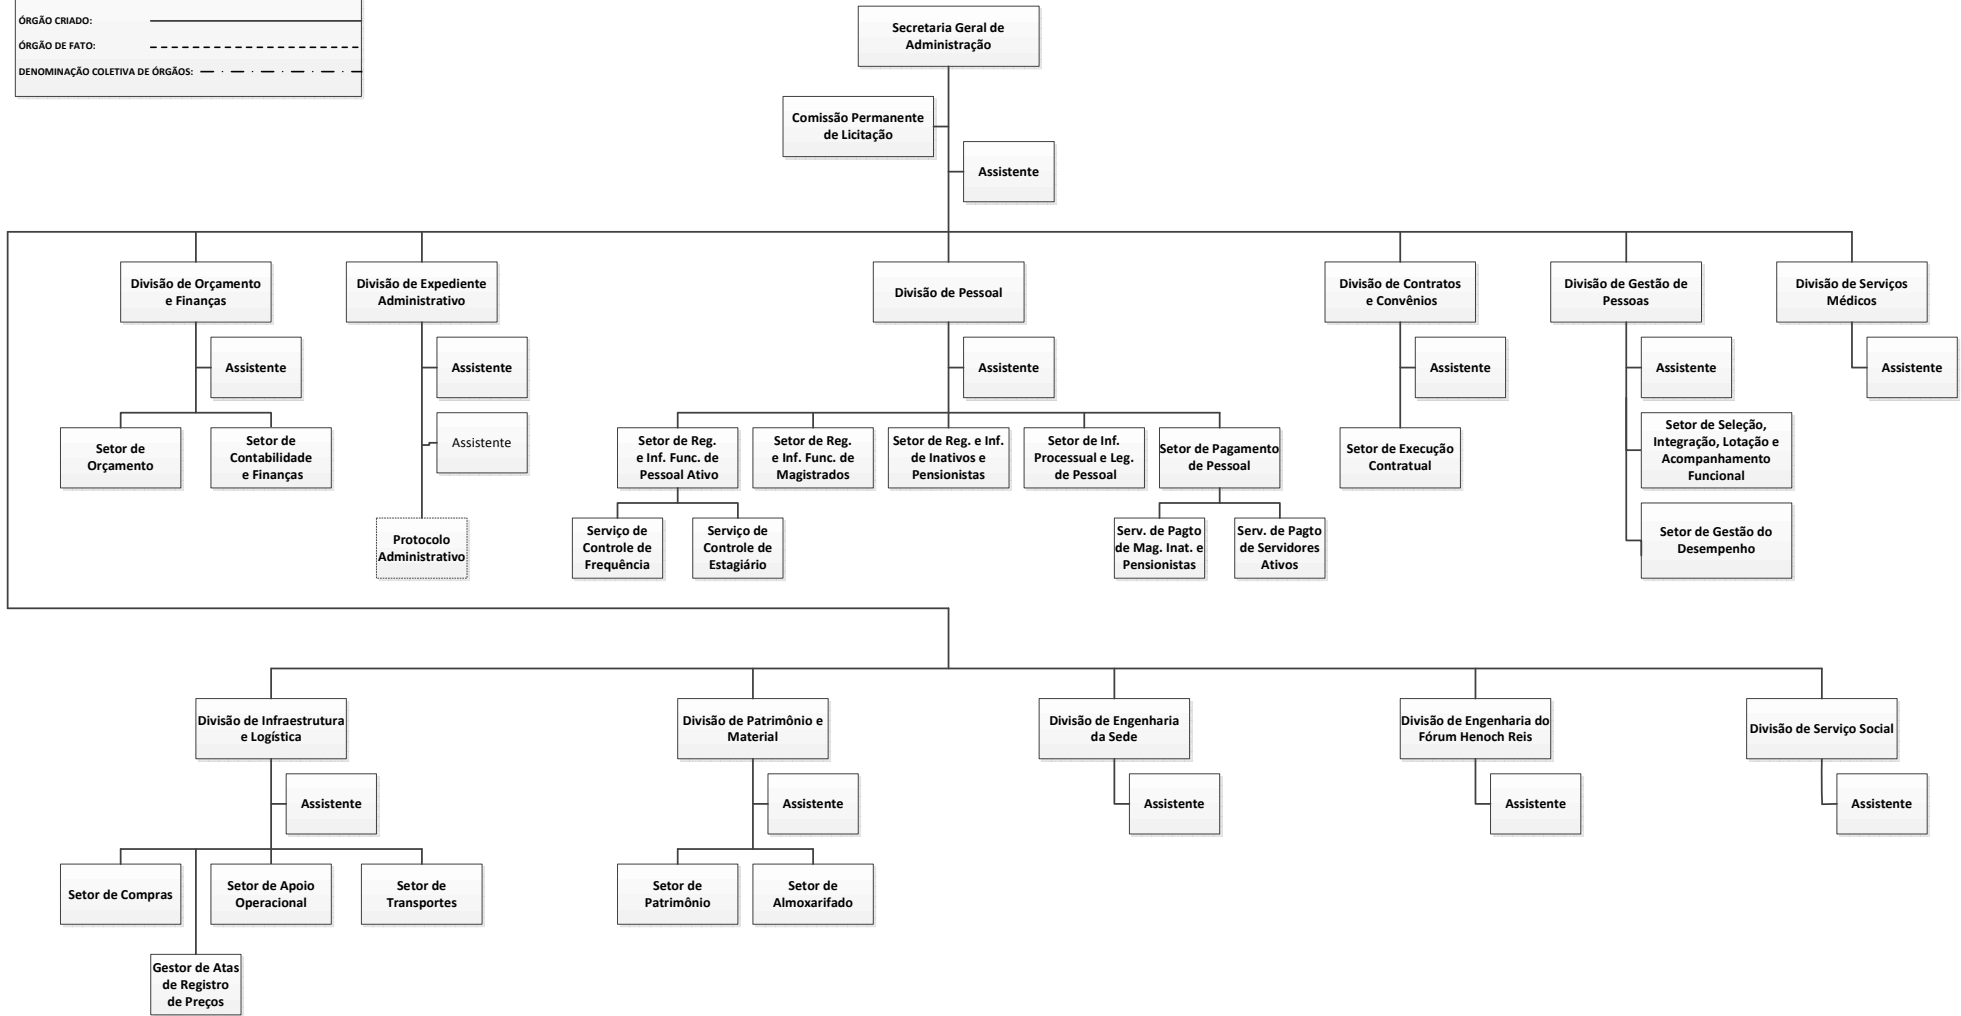 ÓRGÃO CRIADO:
ÓRGÃO DE FATO:
DENOMINAÇÃO COLETIVA DE ÓRGÃOS:
Secretaria Geral de
Administração
Comissão Permanente
de Licitação
Assistente
Divisão de Orçamento
e Finanças
Divisão de Expediente
Administrativo
Divisão de Pessoal
Divisão de Contratos
e Convênios
Divisão de Gestão de
Pessoas
Divisão de Serviços
Médicos
Assistente
Assistente
Assistente
Assistente
Assistente
Assistente
Setor de
Orçamento
Setor de
Contabilidade
e Finanças
Assistente
Setor de Reg.
e Inf. Func. de
Pessoal Ativo
Setor de Reg.
e Inf. Func. de
Magistrados
Setor de Reg. e Inf.
de Inativos e
Pensionistas
Setor de Inf.
Processual e Leg.
de Pessoal
Setor de Pagamento
de Pessoal
Setor de Execução
Contratual
Setor de Seleção,
Integração, Lotação e
Acompanhamento
Funcional
Protocolo
Administrativo
Serviço de
Controle de
Frequência
Serviço de
Controle de
Estagiário
Serv. de Pagto
de Mag. Inat. e
Pensionistas
Serv. de Pagto
de Servidores
Ativos
Setor de Gestão do
Desempenho
Divisão de Infraestrutura
e Logística
Divisão de Patrimônio e
Material
Divisão de Engenharia
da Sede
Divisão de Engenharia do
Fórum Henoch Reis
Divisão de Serviço Social
Assistente
Assistente
Assistente
Assistente
Assistente
Setor de Compras
Setor de Apoio
Operacional
Setor de
Transportes
Setor de
Patrimônio
Setor de
Almoxarifado
Gestor de Atas
de Registro
de Preços